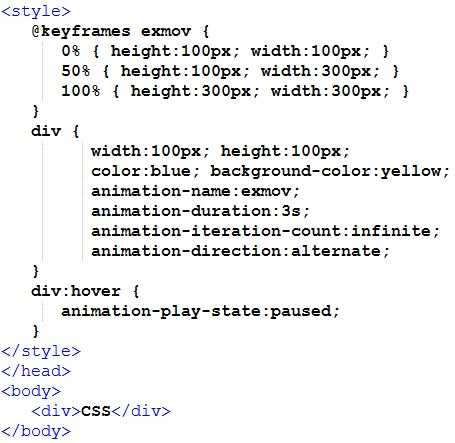 <style>
@keyframes exmov {
0% { height:100px; width:100px; }
50% { height:100px; width:300px; }
100% { height:300px; width:300px; }
}
div {
width:100px; height:100px;
color:blue; background-color:yellow;
animation-name:exmov;
animation-duration:3s;
animation-iteration-count:infinite;
animation-direction:alternate;
}
div:hover {
animation-play-state:paused;
}
</style>
</head>
<body>
<div>CSS</div>
</body>